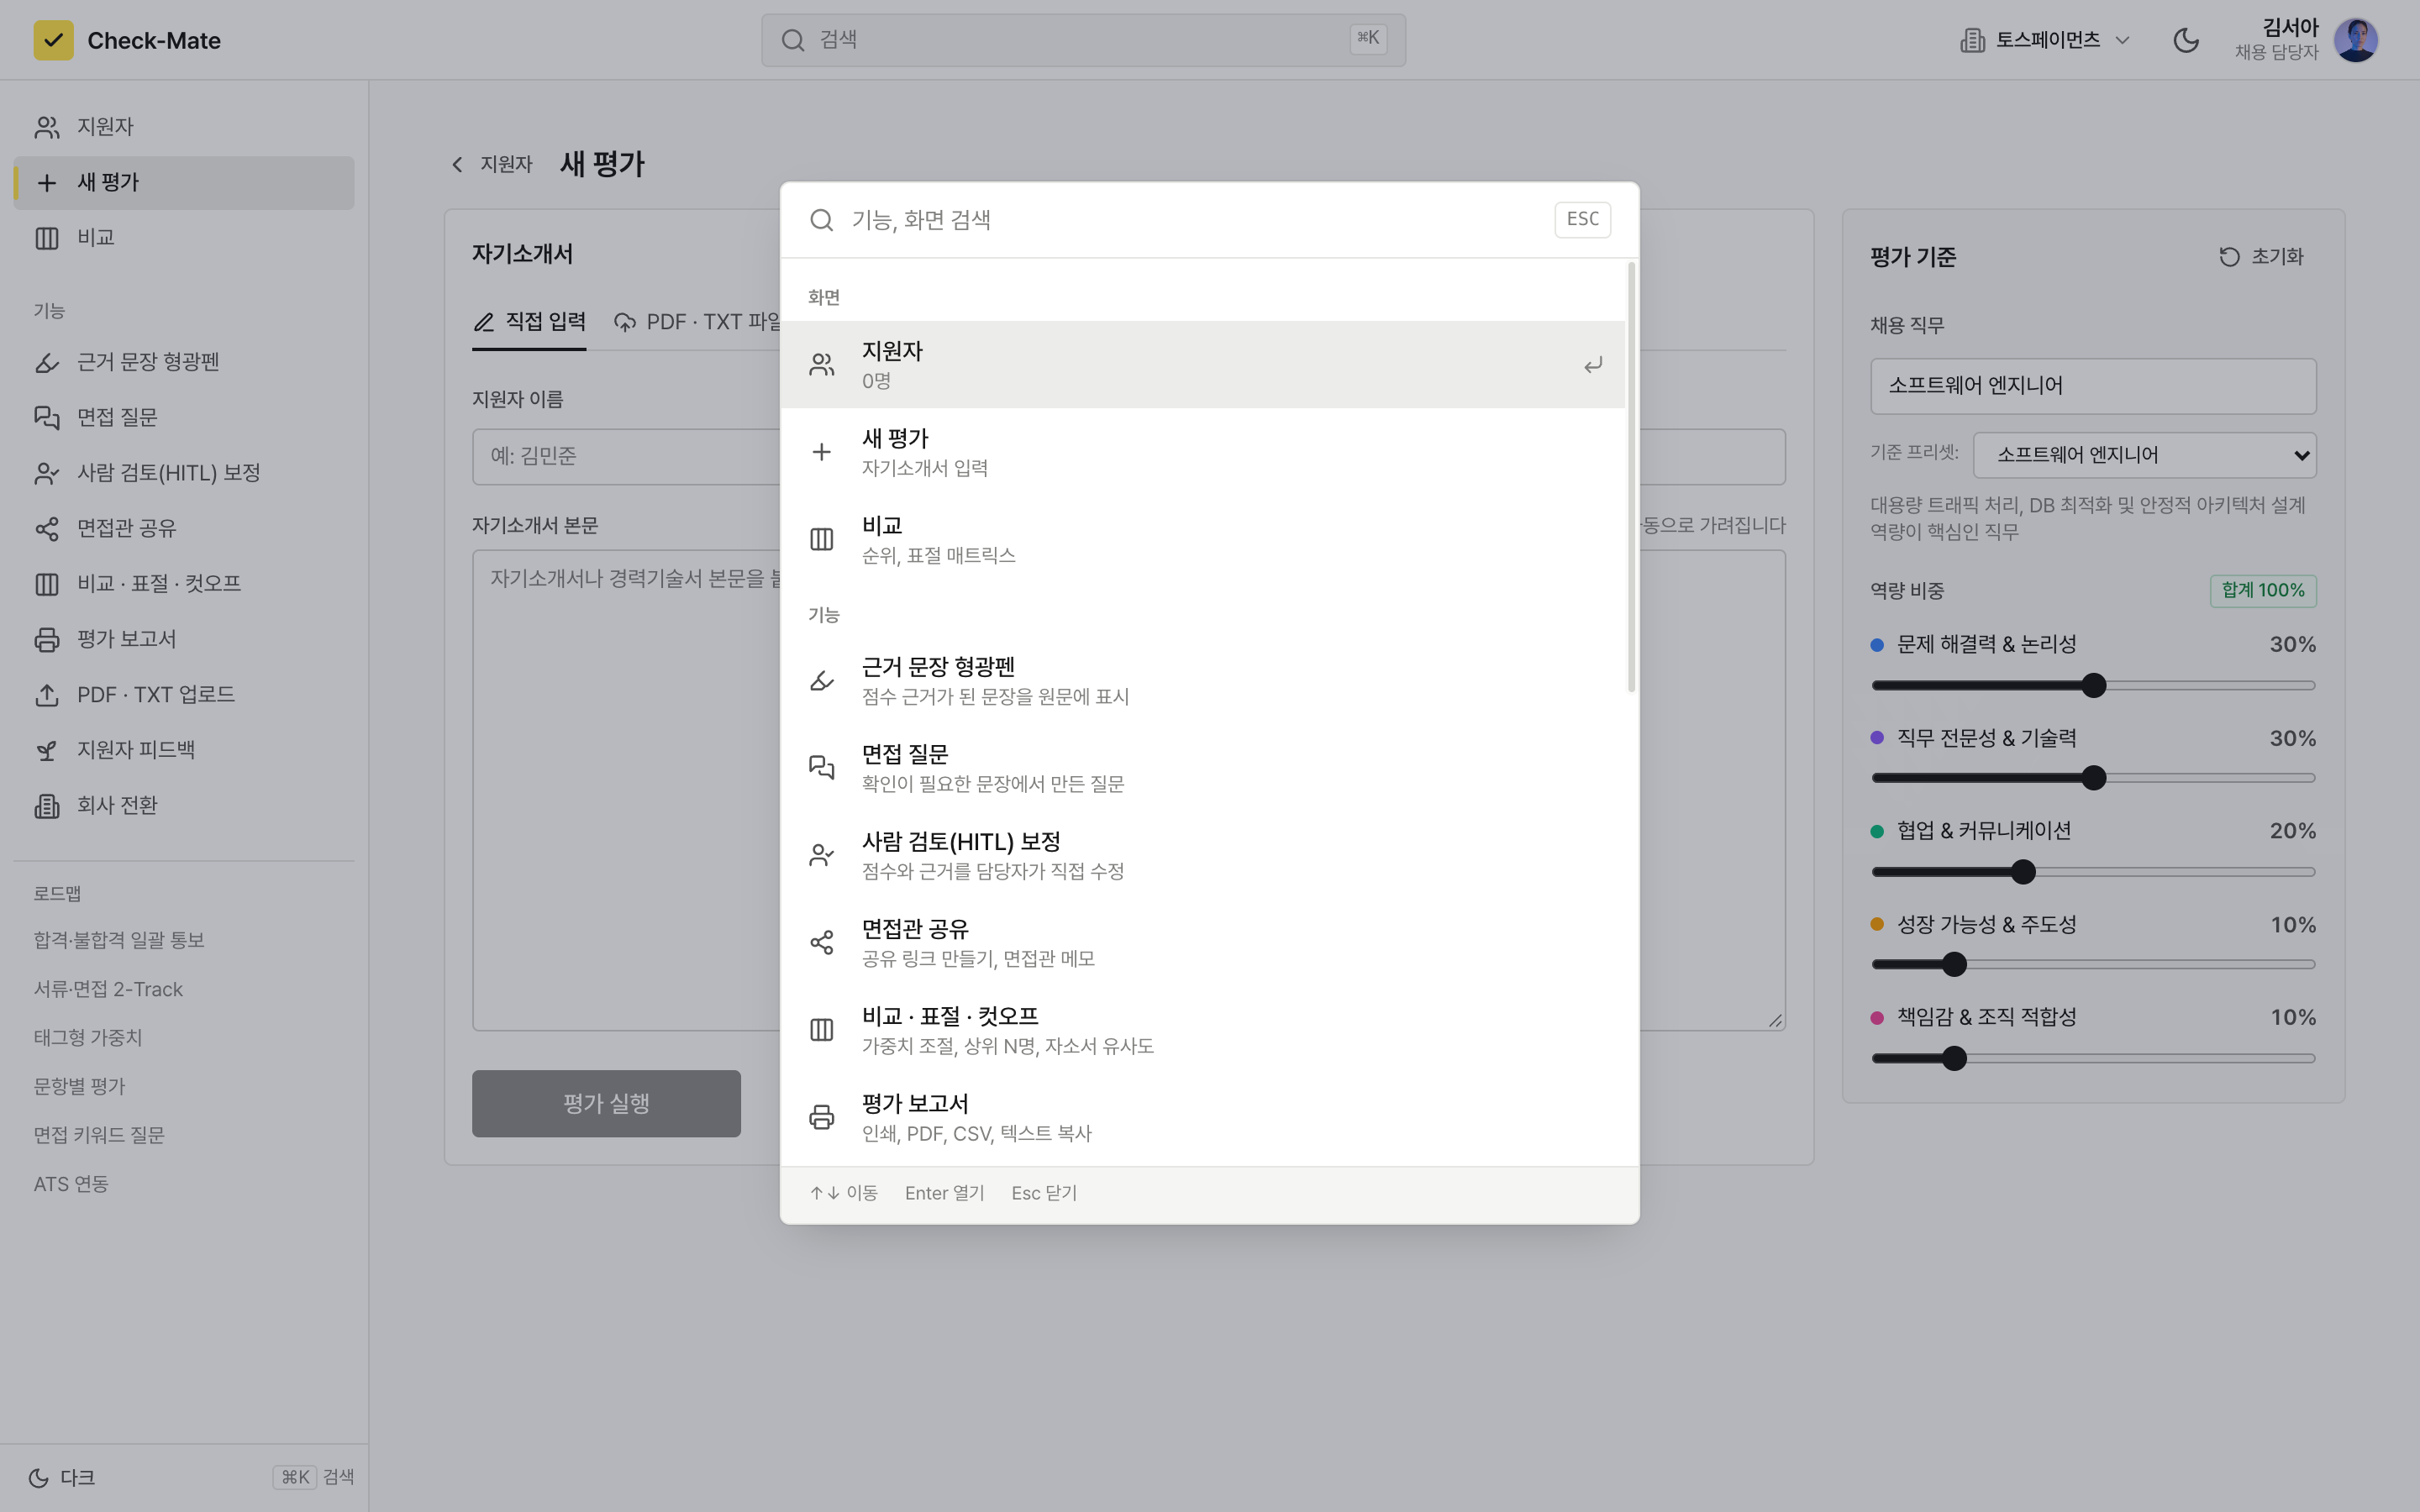 Check-Mate
검색
⌘K
토스페이먼츠
김서아
채용 담당자
지원자
새 평가
비교
기능
근거 문장 형광펜
면접 질문
사람 검토(HITL) 보정
면접관 공유
비교 · 표절 · 컷오프
평가 보고서
PDF · TXT 업로드
지원자 피드백
회사 전환
로드맵
합격·불합격 일괄 통보
서류·면접 2-Track
태그형 가중치
문항별 평가
면접 키워드 질문
ATS 연동
다크
⌘K 검색
지원자
새 평가
자기소개서
직접 입력
PDF · TXT 파일
지원자 이름
예: 김민준
자기소개서 본문
동으로 가려집니다
자기소개서나 경력기술서 본문을
평가 실행
기능, 화면 검색
ESC
화면
지원자
0명
새 평가
자기소개서 입력
비교
순위, 표절 매트릭스
기능
근거 문장 형광펜
점수 근거가 된 문장을 원문에 표시
면접 질문
확인이 필요한 문장에서 만든 질문
사람 검토(HITL) 보정
점수와 근거를 담당자가 직접 수정
면접관 공유
공유 링크 만들기, 면접관 메모
비교 · 표절 · 컷오프
가중치 조절, 상위 N명, 자소서 유사도
평가 보고서
인쇄, PDF, CSV, 텍스트 복사
↑↓ 이동
Enter 열기
Esc 닫기
평가 기준
초기화
채용 직무
소프트웨어 엔지니어
기준 프리셋:
소프트웨어 엔지니어
대용량 트래픽 처리, DB 최적화 및 안정적 아키텍처 설계
역량이 핵심인 직무
역량 비중
합계 100%
문제 해결력 & 논리성
30%
직무 전문성 & 기술력
30%
협업 & 커뮤니케이션
20%
성장 가능성 & 주도성
10%
책임감 & 조직 적합성
10%